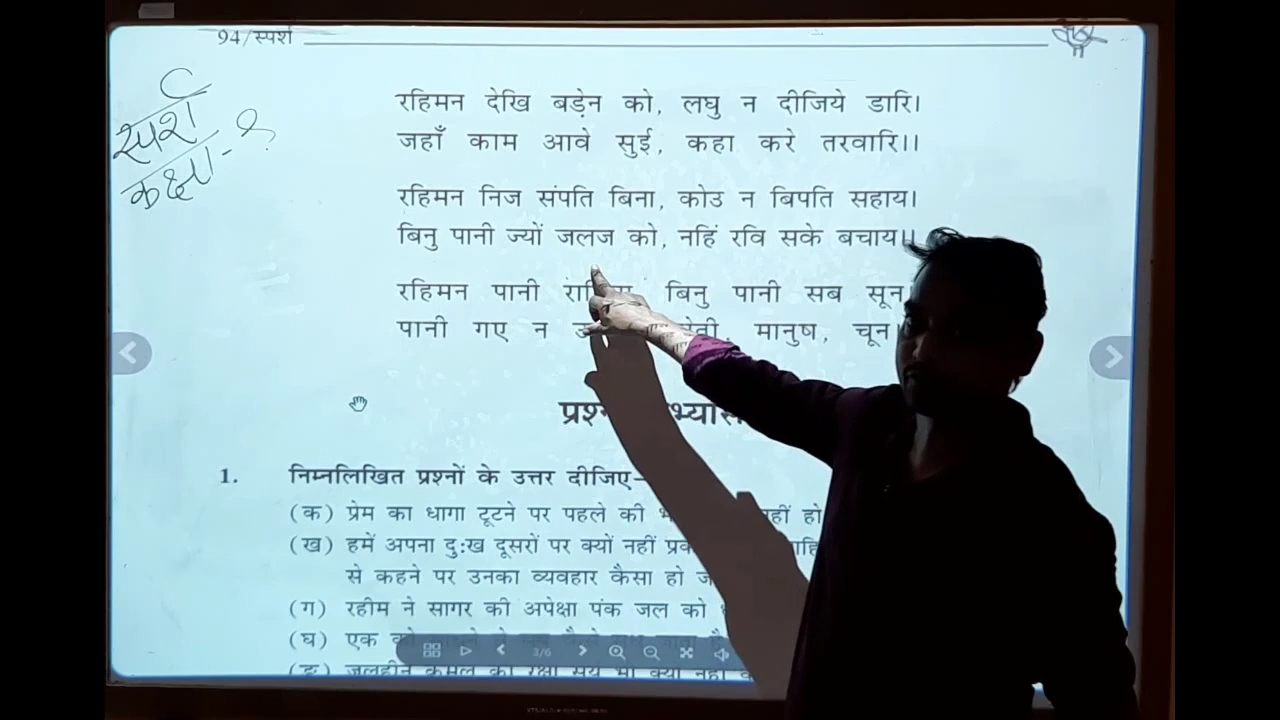 94/स्पर्श
स्पर्श
कक्षा-9
रहिमन देखि बड़ेन को, लघु न दीजिये डारि।
जहाँ काम आवे सुई, कहा करे तरवारि।।
रहिमन निज संपति बिना, कोउ न बिपति सहाय।
बिनु पानी ज्यों जलज को, नहिं रवि सके बचाय।।
रहिमन पानी बिनु पानी सब सून
पानी गए न मानुष, चून
1. निम्नलिखित प्रश्नों के उत्तर दीजिए-
(क) प्रेम का धागा टूटने पर पहले की हो
(ख) हमें अपना दुःख दूसरों पर क्यों नहीं
से कहने पर उनका व्यवहार कैसा हो
(ग) रहीम ने सागर की अपेक्षा पंक जल को
(घ) एक
3/6